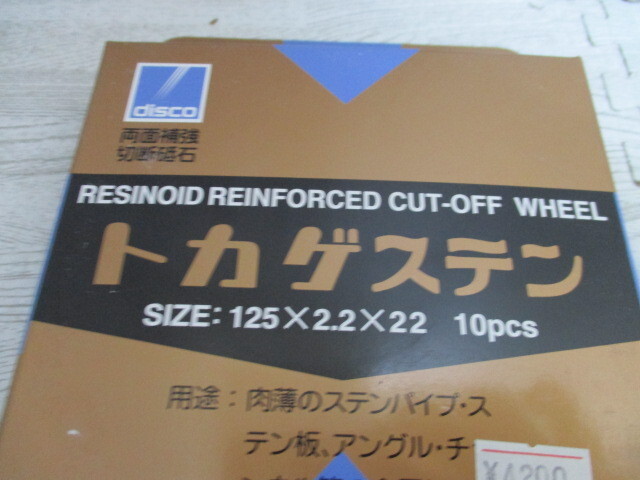 disco
両面補強
切断砥石
RESINOID REINFORCED CUT-OFF WHEEL
トカゲステン
SIZE: 125×2.2×22 10pcs
用途：肉薄のステンパイプ・ス
テン板、アングル・チ
¥4200